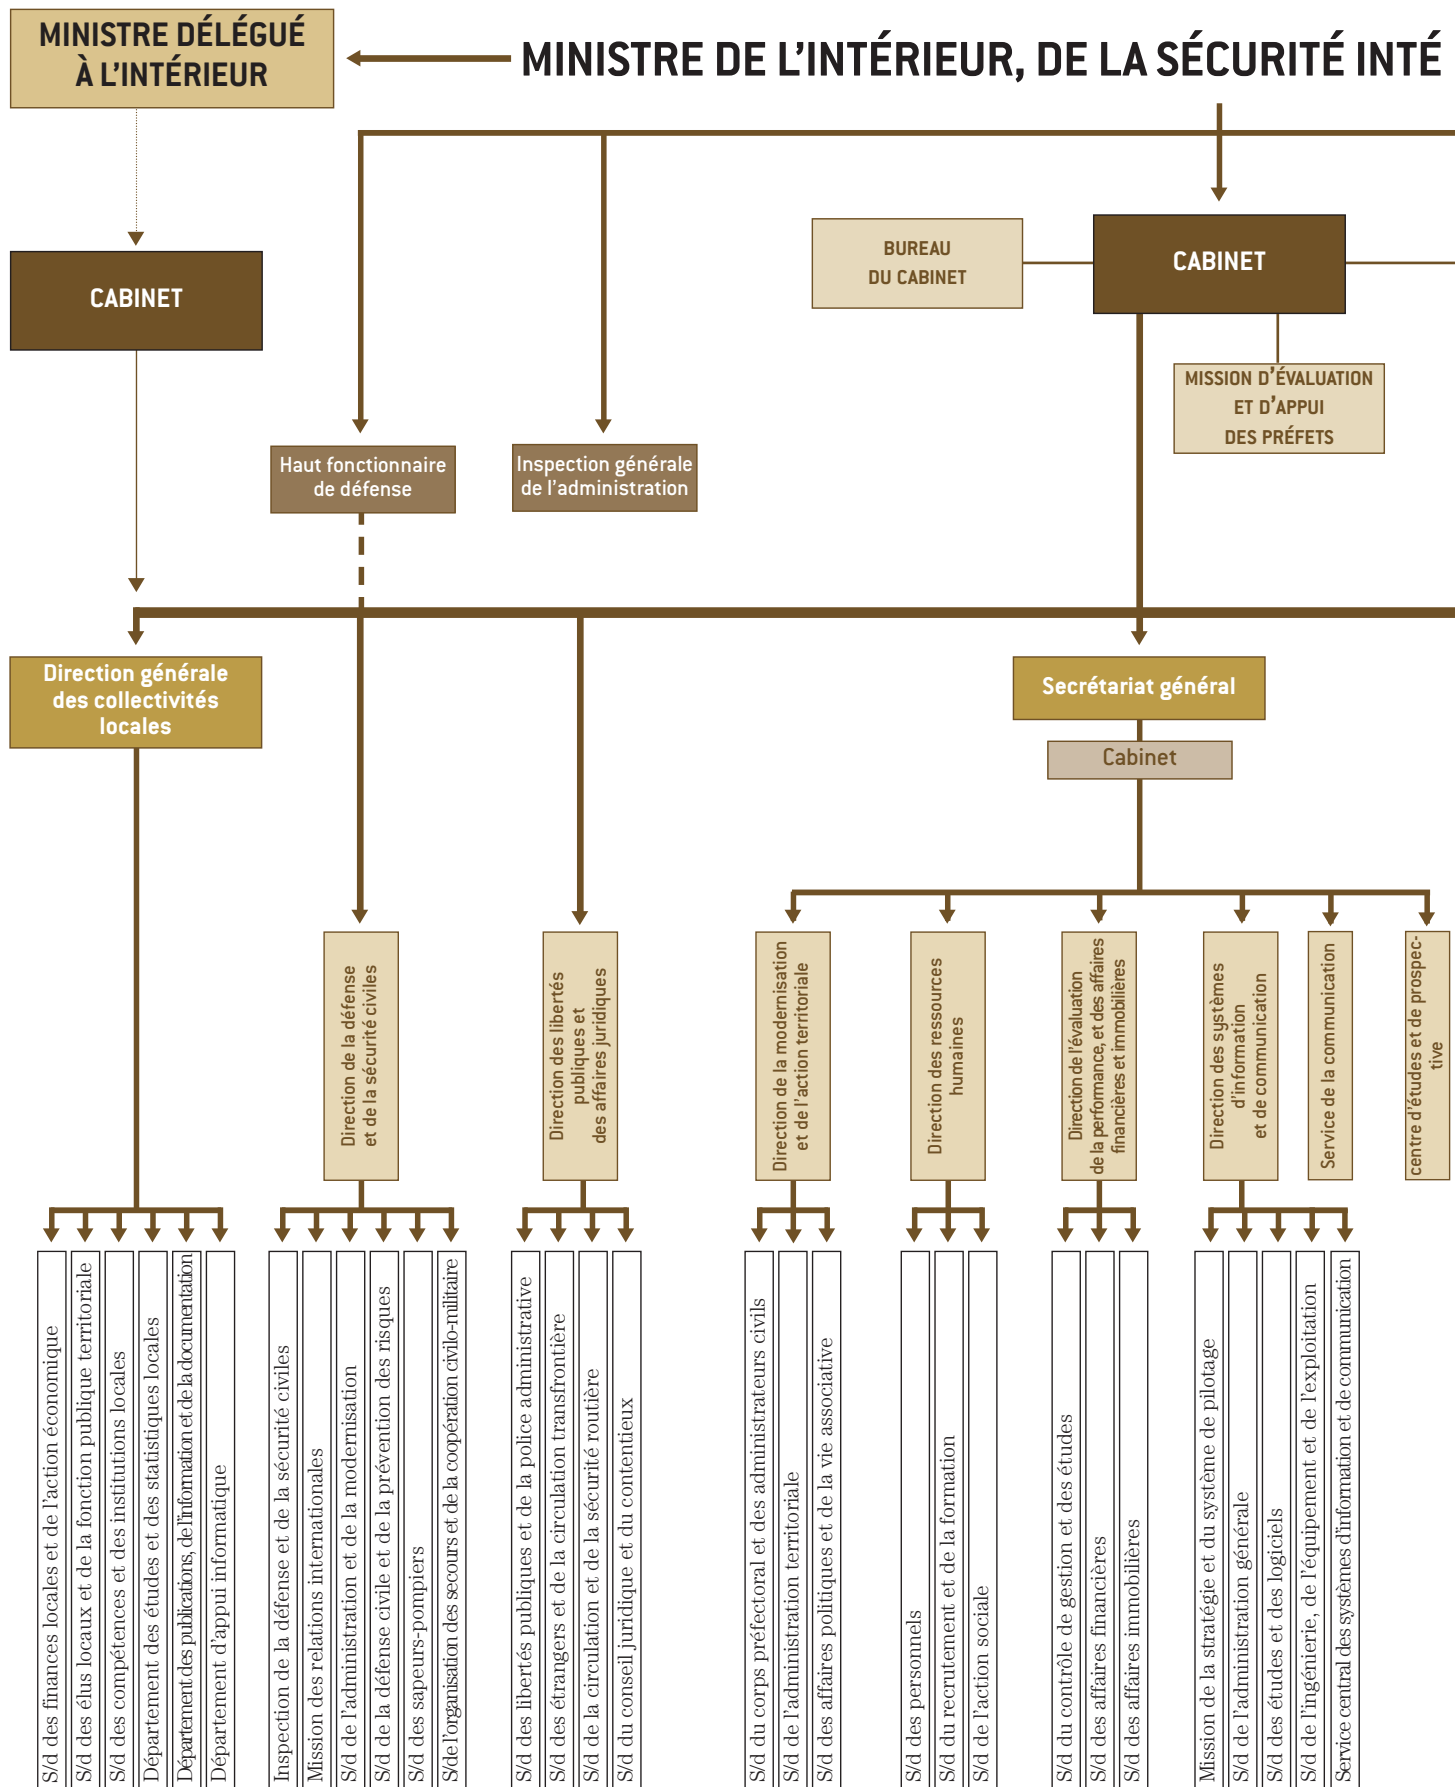 MINISTRE DÉLÉGUÉ
À L'INTÉRIEUR
MINISTRE DE L'INTÉRIEUR, DE LA SÉCURITÉ INTÉ
CABINET
BUREAU
DU CABINET
CABINET
MISSION D'ÉVALUATION
ET D'APPUI
DES PRÉFETS
Haut fonctionnaire
de défense
Inspection générale
de l'administration
Direction générale
des collectivités
locales
Secrétariat général
Cabinet
Direction de la défense
et de la sécurité civiles
Direction des libertés
publiques et
des affaires juridiques
Direction de la modernisation
et de l'action territoriale
Direction des ressources
humaines
Direction de l'évaluation
de la performance, et des affaires
financières et immobilières
Direction des systèmes
d'information
et de communication
Service de la communication
centre d'études et de prospec-
tive
S/d des finances locales et de l'action économique
S/d des élus locaux et de la fonction publique territoriale
S/d des compétences et des institutions locales
Département des études et des statistiques locales
Département des publications, de l'information et de la documentation
Département d'appui informatique
Inspection de la défense et de la sécurité civiles
Mission des relations internationales
S/d de l'administration et de la modernisation
S/d de la défense civile et de la prévention des risques
S/d des sapeurs-pompiers
S/de l'organisation des secours et de la coopération civilo-militaire
S/d des libertés publiques et de la police administrative
S/d des étrangers et de la circulation transfrontière
S/d de la circulation et de la sécurité routière
S/d du conseil juridique et du contentieux
S/d du corps préfectoral et des administrateurs civils
S/d de l'administration territoriale
S/d des affaires politiques et de la vie associative
S/d des personnels
S/d du recrutement et de la formation
S/d de l'action sociale
S/d du contrôle de gestion et des études
S/d des affaires financières
S/d des affaires immobilières
Mission de la stratégie et du système de pilotage
S/d de l'administration générale
S/d des études et des logiciels
S/d de l'ingénierie, de l'équipement et de l'exploitation
Service central des systèmes d'information et de communication